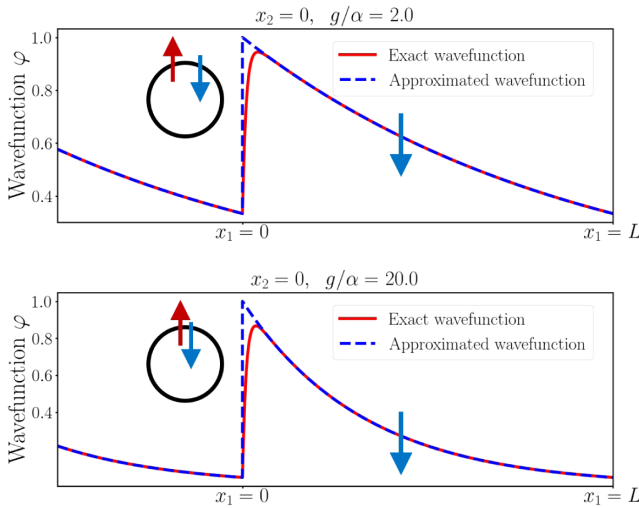 x₂ = 0, g/α = 2.0
Wavefunction φ
1.0
0.8
0.6
0.4
Exact wavefunction
Approximated wavefunction
x₁ = 0
x₁ = L
x₂ = 0, g/α = 20.0
Wavefunction φ
1.0
0.8
0.6
0.4
Exact wavefunction
Approximated wavefunction
x₁ = 0
x₁ = L